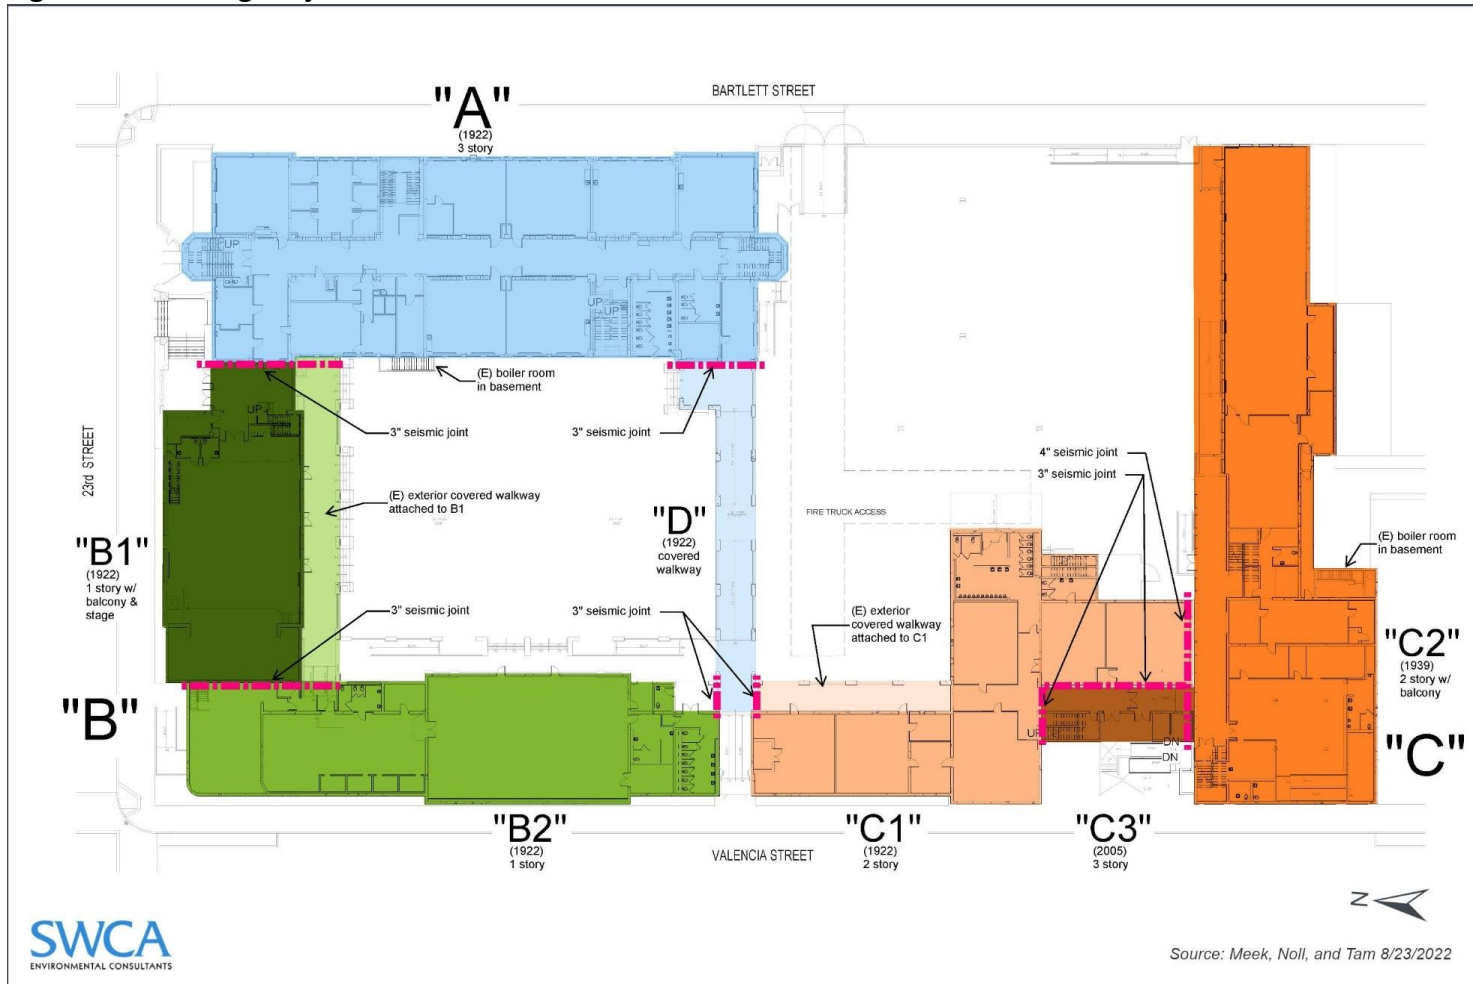 BARTLETT STREET
"A"
(1922)
3 story
UP
UP
UP
(E) boiler room
in basement
3" seismic joint
3" seismic joint
UP
23rd STREET
4" seismic joint
3" seismic joint
(E) exterior covered walkway
attached to B1
"D"
(1922)
covered
walkway
FIRE TRUCK ACCESS
(E) boiler room
in basement
"B1"
(1922)
1 story w/
balcony &
stage
3" seismic joint
3" seismic joint
(E) exterior
covered walkway
attached to C1
"C2"
(1939)
2 story w/
balcony
"B"
UP
DN
DN
"C"
"B2"
(1922)
1 story
VALENCIA STREET
"C1"
(1922)
2 story
"C3"
(2005)
3 story
N
SWCA
ENVIRONMENTAL CONSULTANTS
Source: Meek, Noll, and Tam 8/23/2022